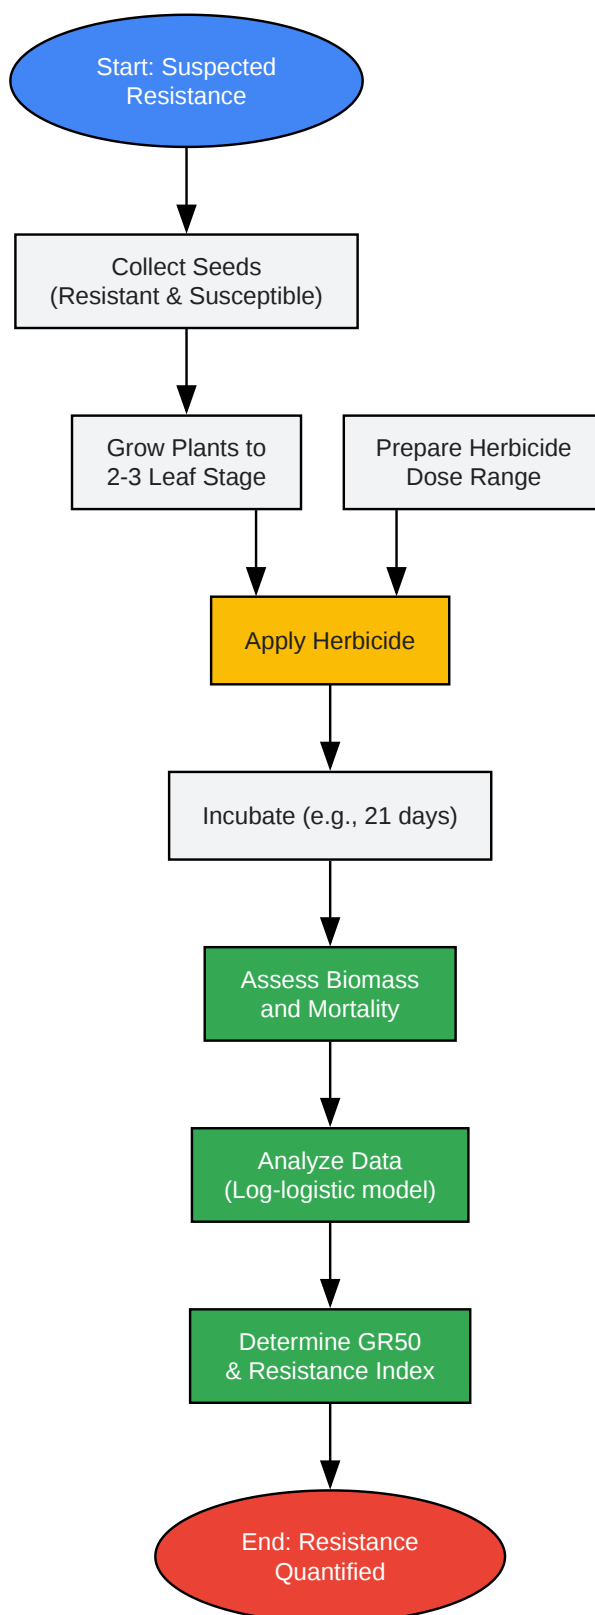 Start: Suspected
Resistance
Collect Seeds
(Resistant & Susceptible)
Grow Plants to
2-3 Leaf Stage
Prepare Herbicide
Dose Range
Apply Herbicide
Incubate (e.g., 21 days)
Assess Biomass
and Mortality
Analyze Data
(Log-logistic model)
Determine GR50
& Resistance Index
End: Resistance
Quantified